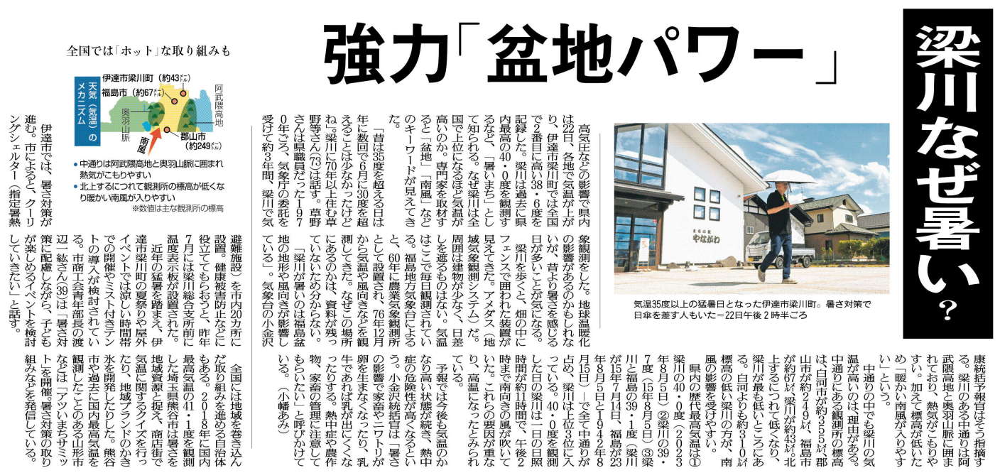 梁川なぜ暑い?
強力「盆地パワー」
やながわ
気温35度以上の猛暑日となった伊達市梁川町。暑さ対策で
日傘を差す人もいた=22日午後2時半ごろ
高気圧などの影響で県内
は22日、各地で気温が上が
り、伊達市梁川町では全国
で2番目に高い38・6度を
記録した。梁川は過去に県
内最高の40・0度を観測す
るなど、「暑いまち」とし
て知られる。なぜ梁川は全
国で上位になるほど気温が
高いのか。専門家を取材す
ると「盆地」「南風」など
のキーワードが見えてき
た。
「昔は35度を超える日は
年に数回で6月に30度を超
えることは少なかったけど
ね」。梁川に70年以上住む草
野等さん(73)は話す。草野
さんは県職員だった197
0年ごろ、気象庁の委託を
受けて約3年間、梁川で気
象観測をした。地球温暖化
の影響があるのかもしれな
いが、昔より暑さを感じる
日が多いことが気になる。
梁川を歩くと、畑の中に
フェンスで囲われた装置が
見えてきた。アメダス(地
域気象観測システム)だ。
周囲は建物が少なく、日差
しを遮るものはない。気温
はここで毎日観測されてい
る。福島地方気象台による
と、60年に農業気象観測所
として設置され、76年12月
から気温や風向きなどを観
測してきた。なぜこの場所
にあるのかは、資料が残っ
ていないため分からない。
「梁川が暑いのは福島盆
地の地形や風向きが影響し
ている」。気象台の小金沢
康統括予報官はそう指摘す
る。梁川のある中通りは阿
武隈高地と奥羽山脈に囲ま
れており、熱気がこもりや
すい。加えて標高が低いた
め「暖かい南風が入りやす
い」という。
中通りの中でも梁川の気
温が高いのは、理由がある。
中通りにある観測所の標高
は、白河市が約355㍍、郡
山市が約249㍍、福島市
が約67㍍、梁川が約43㍍。北
上するにつれて低くなり、
梁川が最も低いところにあ
る。白河よりも約310㍍
標高の低い梁川の方が、南
風の影響を受けやすい。
県内の歴代最高気温は①
梁川の40・0度(2023
年8月5日)②梁川の39・
7度(15年8月5日)③梁
川と福島の39・1度(梁川
が15年7月14日、福島が23
年8月5日と1942年8
月15日)―で全て中通りが
占め、梁川は上位3位に入
っている。40・0度を観測
した日の梁川は一日の日照
時間が約11時間で、午後2
時まで南向きの風が吹いて
いた。これらの要因が重な
り、高温になったとみられ
ている。
予報では今後も気温のか
なり高い状態が続き、熱中
症の危険性が高くなるとい
う。小金沢統括官は「暑さ
の影響で家畜のニワトリが
卵を生まなくなったり、乳
牛であれば乳が出にくくな
ったりする。熱中症や農作
物、家畜の管理に注意して
もらいたい」と呼びかけて
いる。(小幡あみ)
全国では「ホット」な取り組みも
天気(気温)の
メカニズム
伊達市梁川町(約43㍍)
福島市(約67㍍)
阿武隈高地
奥羽山脈
南風
郡山市
(約249㍍)
●中通りは阿武隈高地と奥羽山脈に囲まれ
熱気がこもりやすい
●北上するにつれて観測所の標高が低くな
り暖かい南風が入りやすい
※数値は主な観測所の標高
伊達市では、暑さ対策が
進む。市によると、クーリ
ングシェルター(指定暑熱
避難施設)を市内20カ所に
設置。健康被害防止などに
役立ててもらおうと、昨年
7月には梁川総合支所前に
温度表示板が設置された。
近年の猛暑を踏まえ、伊
達市梁川町の夏祭りや屋外
イベントでは涼しい時間帯
での開催やミスト付きテン
トの導入が検討されてい
る。市商工会青年部長の渡
辺一紘さん(39)は「暑さ対
策に配慮しながら、子ども
が楽しめるイベントを検討
していきたい」と話す。
全国には地域を巻き込ん
だ取り組みを進める自治体
もある。2018年に国内
最高気温の41・1度を観測
した埼玉県熊谷市は暑さを
地域資源と捉え、商店街で
気温に関するクイズを行っ
たり、地域ブランドのかき
氷を開発したりした。熊谷
市や過去に国内最高気温を
観測したことのある山形市
などは「アツいまちサミッ
ト」を開催。暑さ対策の取り
組みなどを発信している。